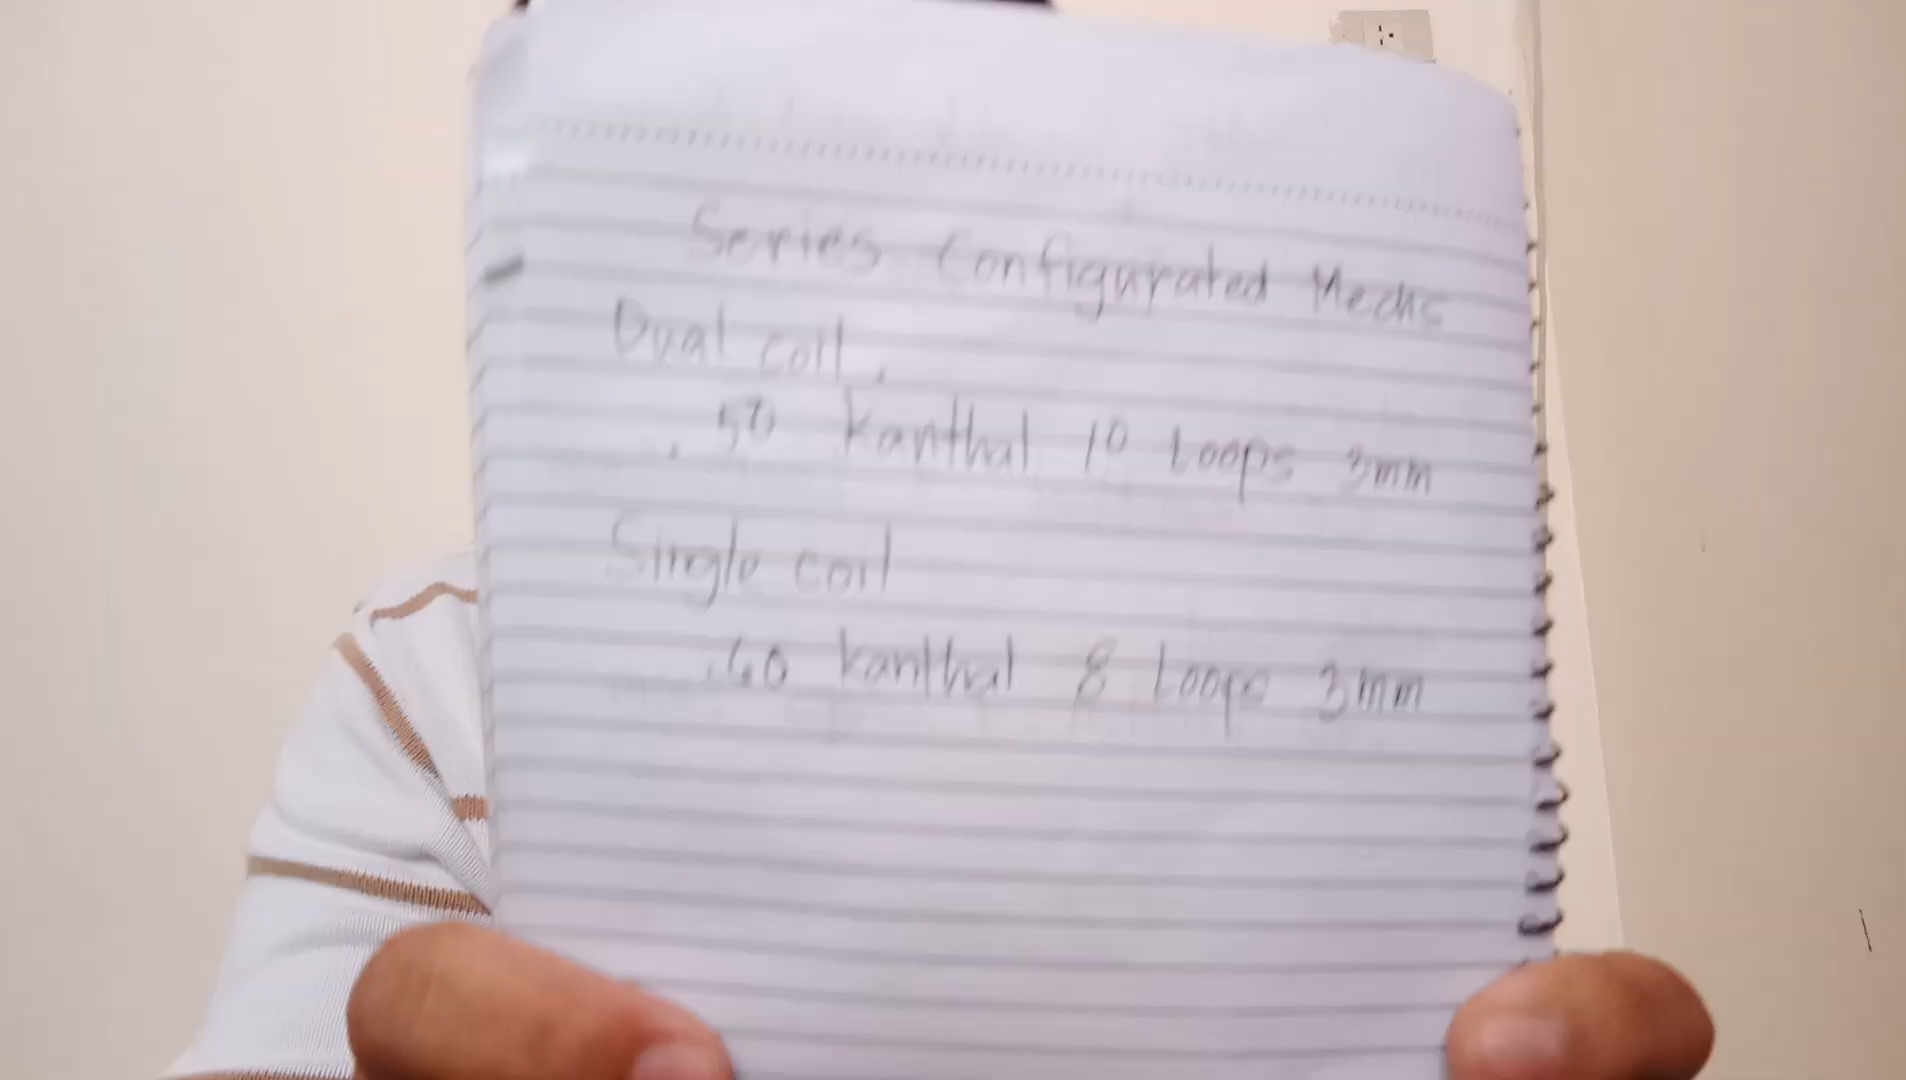 Series Configurated Mechs
Dual coil.
.50 kanthal 10 Loops 3mm
Single coil
.60 kanthal 8 Loops 3mm